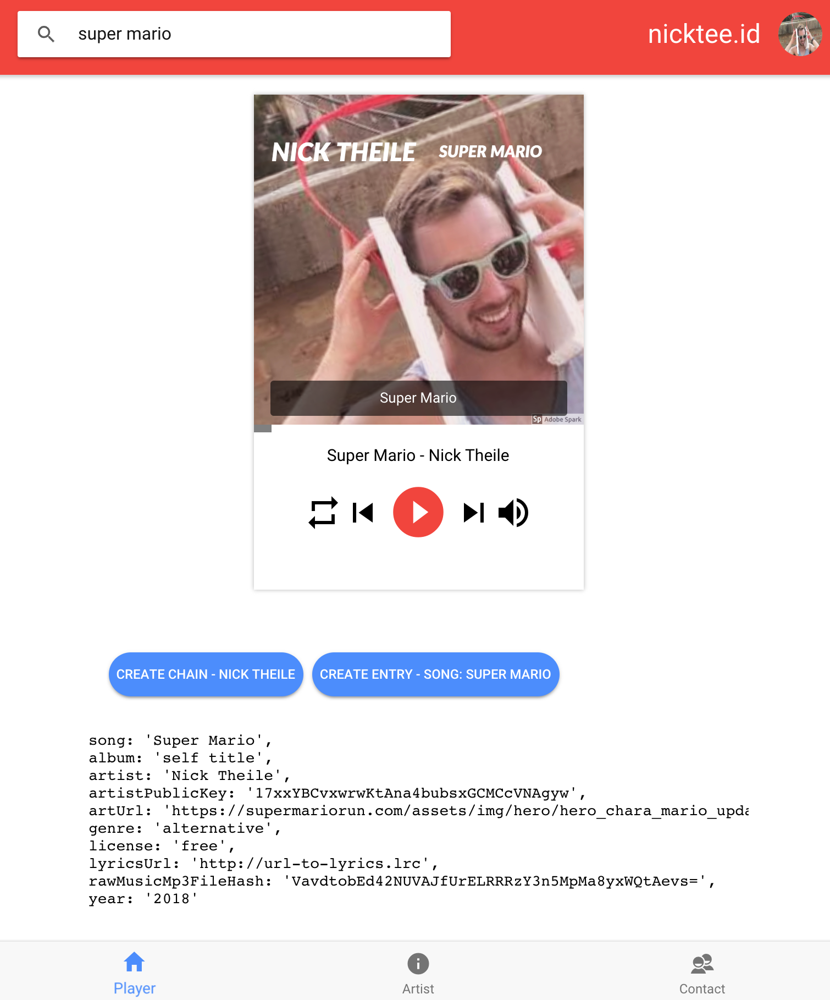 super mario
nicktee.id
NICK THEILE SUPER MARIO
Super Mario
Sp Adobe Spark
Super Mario - Nick Theile
CREATE CHAIN - NICK THEILE
CREATE ENTRY - SONG: SUPER MARIO
song: 'Super Mario',
album: 'self title',
artist: 'Nick Theile',
artistPublicKey: '17xxYBCvxwrwKtAna4bubsxGCMCcVNAgyw',
artUrl: 'https://supermariorun.com/assets/img/hero/hero_chara_mario_upda
genre: 'alternative',
license: 'free',
lyricsUrl: 'http://url-to-lyrics.lrc',
rawMusicMp3FileHash: 'VavdtobEd42NUVAJfUrELRRRzY3n5MpMa8yxWQtAevs=',
year: '2018'
Player
Artist
Contact